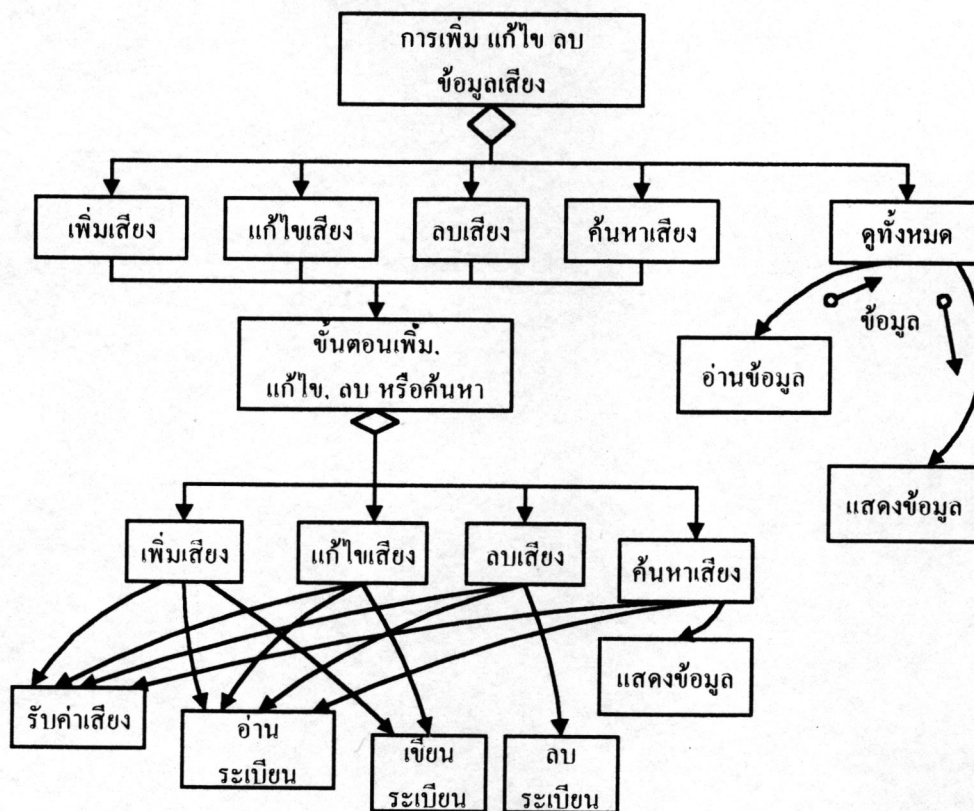 การเพิ่ม แก้ไข ลบ
ข้อมูลเสียง
เพิ่มเสียง
แก้ไขเสียง
ลบเสียง
ค้นหาเสียง
ดูทั้งหมด
ขั้นตอนเพิ่ม,
แก้ไข, ลบ หรือค้นหา
ข้อมูล
อ่านข้อมูล
แสดงข้อมูล
เพิ่มเสียง
แก้ไขเสียง
ลบเสียง
ค้นหาเสียง
แสดงข้อมูล
รับค่าเสียง
อ่าน
ระเบียน
เขียน
ระเบียน
ลบ
ระเบียน